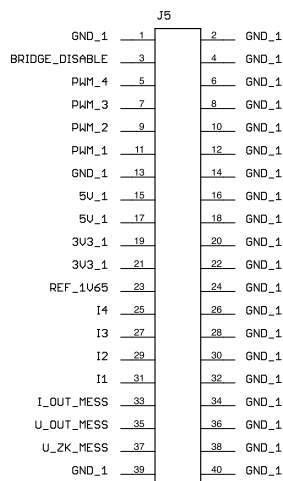 J5
GND_1 1 2 GND_1
BRIDGE_DISABLE 3 4 GND_1
PWM_4 5 6 GND_1
PWM_3 7 8 GND_1
PWM_2 9 10 GND_1
PWM_1 11 12 GND_1
GND_1 13 14 GND_1
5V_1 15 16 GND_1
5V_1 17 18 GND_1
3V3_1 19 20 GND_1
3V3_1 21 22 GND_1
REF_1V65 23 24 GND_1
I4 25 26 GND_1
I3 27 28 GND_1
I2 29 30 GND_1
I1 31 32 GND_1
I_OUT_MESS 33 34 GND_1
U_OUT_MESS 35 36 GND_1
U_ZK_MESS 37 38 GND_1
GND_1 39 40 GND_1